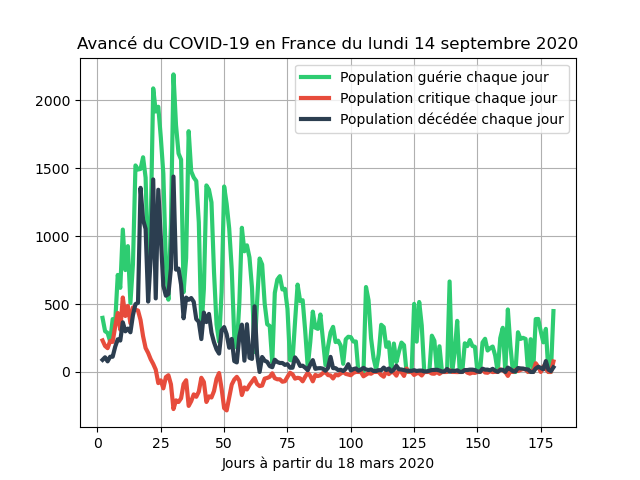 Avancé du COVID-19 en France du lundi 14 septembre 2020
Population guérie chaque jour
Population critique chaque jour
Population décédée chaque jour
2000
1500
1000
500
0
0 25 50 75 100 125 150 175
Jours à partir du 18 mars 2020